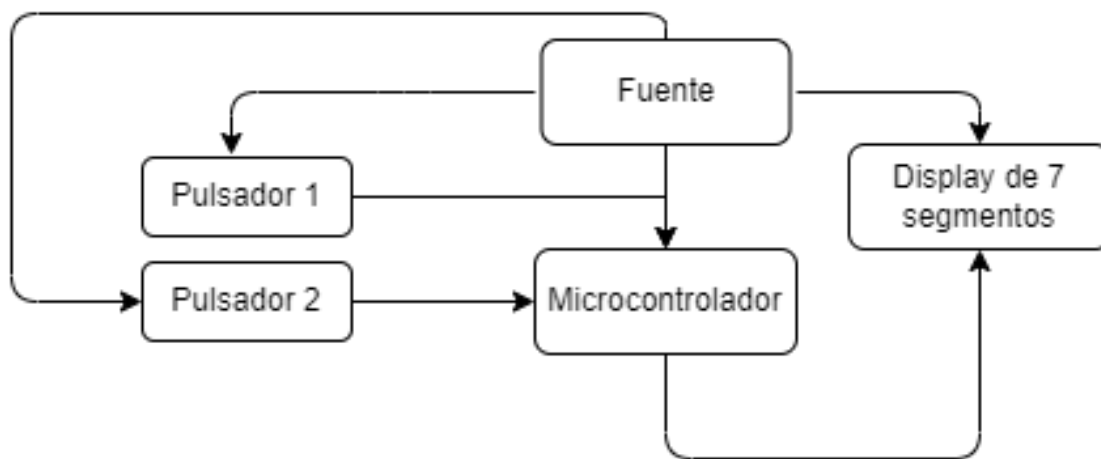 Fuente
Pulsador 1
Display de 7
segmentos
Pulsador 2
Microcontrolador